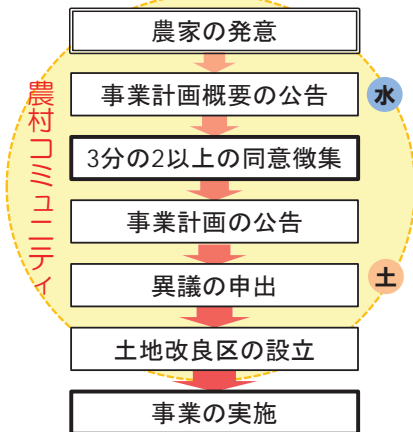 農家の発意
事業計画概要の公告
水
3分の2以上の同意徴集
事業計画の公告
異議の申出
土
土地改良区の設立
事業の実施
農村コミュニティ